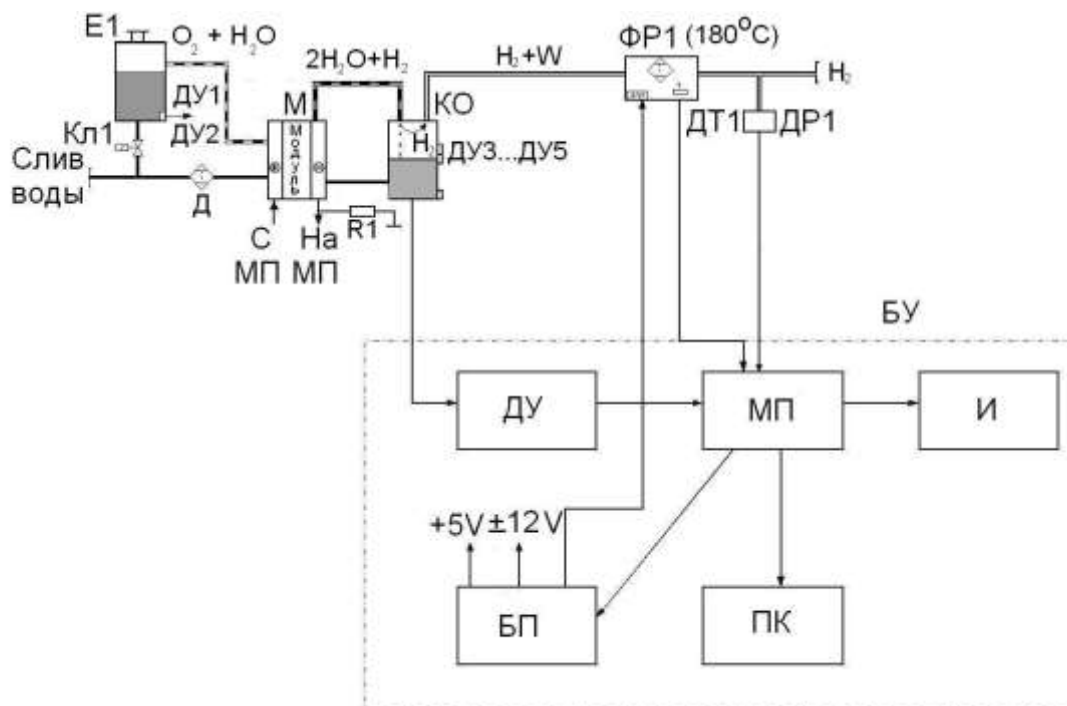 Е1
O₂ + H₂O
ФР1 (180°C)
2H₂O+H₂
H₂+W
H₂
ДУ1
М
КО
ДТ1
ДР1
Кл1
ДУ2
Модуль
H₂
ДУ3...ДУ5
Слив
воды
Д
R1
С
МП
На
МП
БУ
ДУ
МП
И
+5V
±12 V
БП
ПК